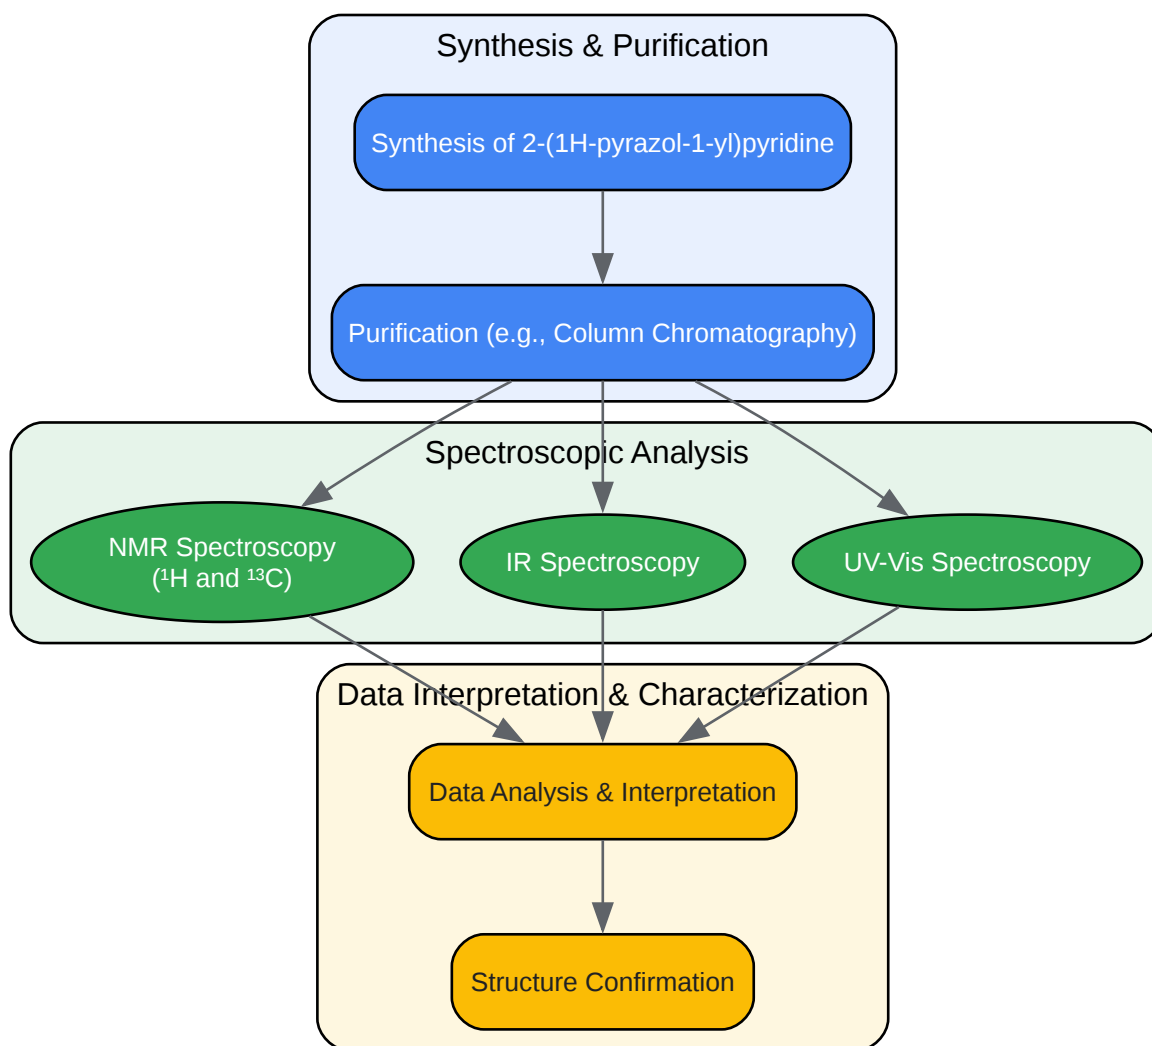 Synthesis & Purification
Synthesis of 2-(1H-pyrazol-1-yl)pyridine
Purification (e.g., Column Chromatography)
Spectroscopic Analysis
NMR Spectroscopy
(¹H and ¹³C)
IR Spectroscopy
UV-Vis Spectroscopy
Data Interpretation & Characterization
Data Analysis & Interpretation
Structure Confirmation